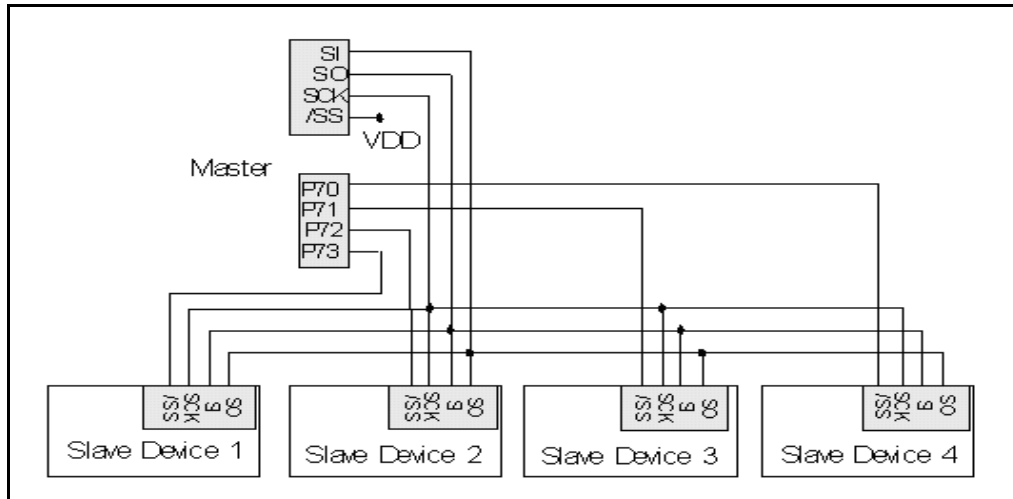 SI
SO
SCK
/SS
VDD
Master
P70
P71
P72
P73
/SS
SCK
SI
SO
/SS
SCK
SI
SO
/SS
SCK
SI
SO
/SS
SCK
SI
SO
Slave Device 1
Slave Device 2
Slave Device 3
Slave Device 4